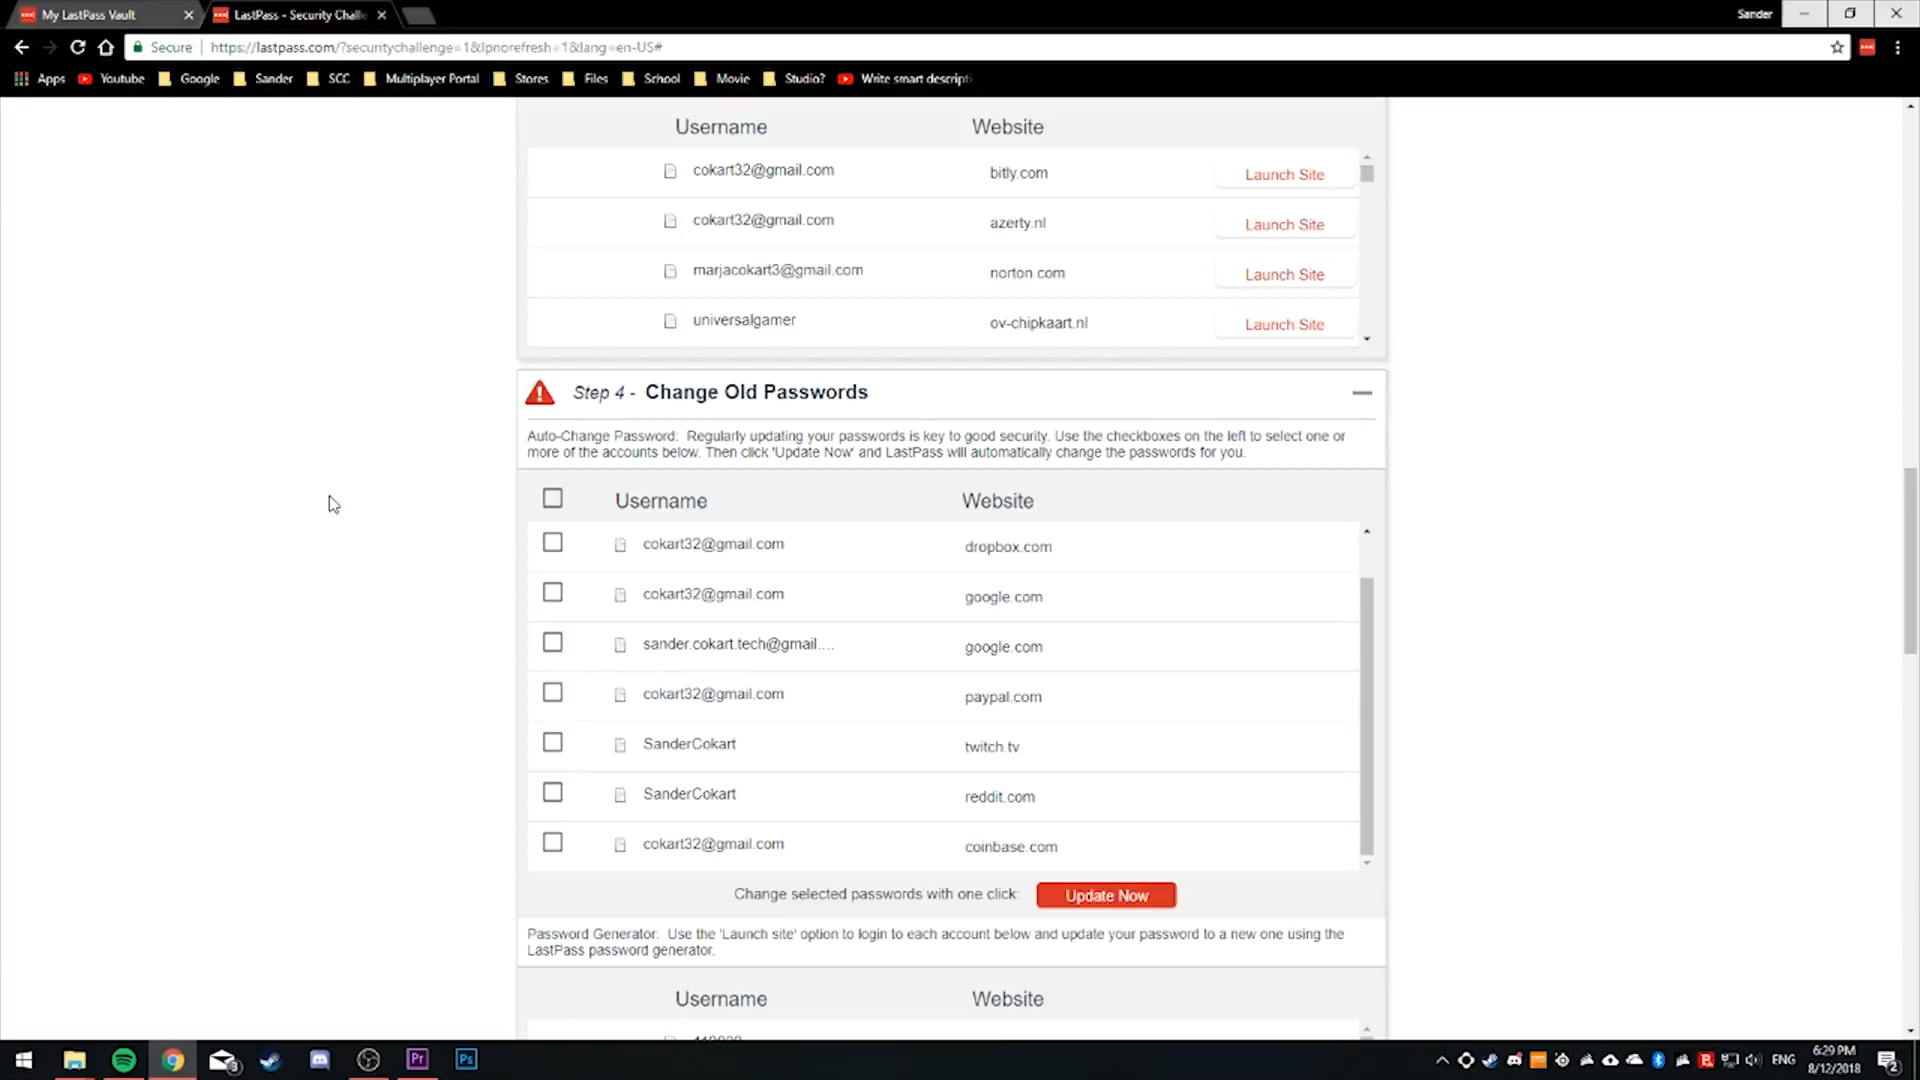 My LastPass Vault
LastPass - Security Challe
Sander
Secure
https://lastpass.com/?securitychallenge=1&lpnorefresh=1&lang=en-US#
Apps
Youtube
Google
Sander
SCC
Multiplayer Portal
Stores
Files
School
Movie
Studio?
Write smart descripti
Username Website
cokart32@gmail.com bitly.com Launch Site
cokart32@gmail.com azerty.nl Launch Site
marjacokart3@gmail.com norton.com Launch Site
universalgamer ov-chipkaart.nl Launch Site
Step 4 - Change Old Passwords
Auto-Change Password: Regularly updating your passwords is key to good security. Use the checkboxes on the left to select one or
more of the accounts below. Then click 'Update Now' and LastPass will automatically change the passwords for you.
Username Website
cokart32@gmail.com dropbox.com
cokart32@gmail.com google.com
sander.cokart.tech@gmail.... google.com
cokart32@gmail.com paypal.com
SanderCokart twitch.tv
SanderCokart reddit.com
cokart32@gmail.com coinbase.com
Change selected passwords with one click: Update Now
Password Generator: Use the 'Launch site' option to login to each account below and update your password to a new one using the
LastPass password generator.
Username Website
3
Pr
Ps
ENG
6:29 PM
8/12/2018
2